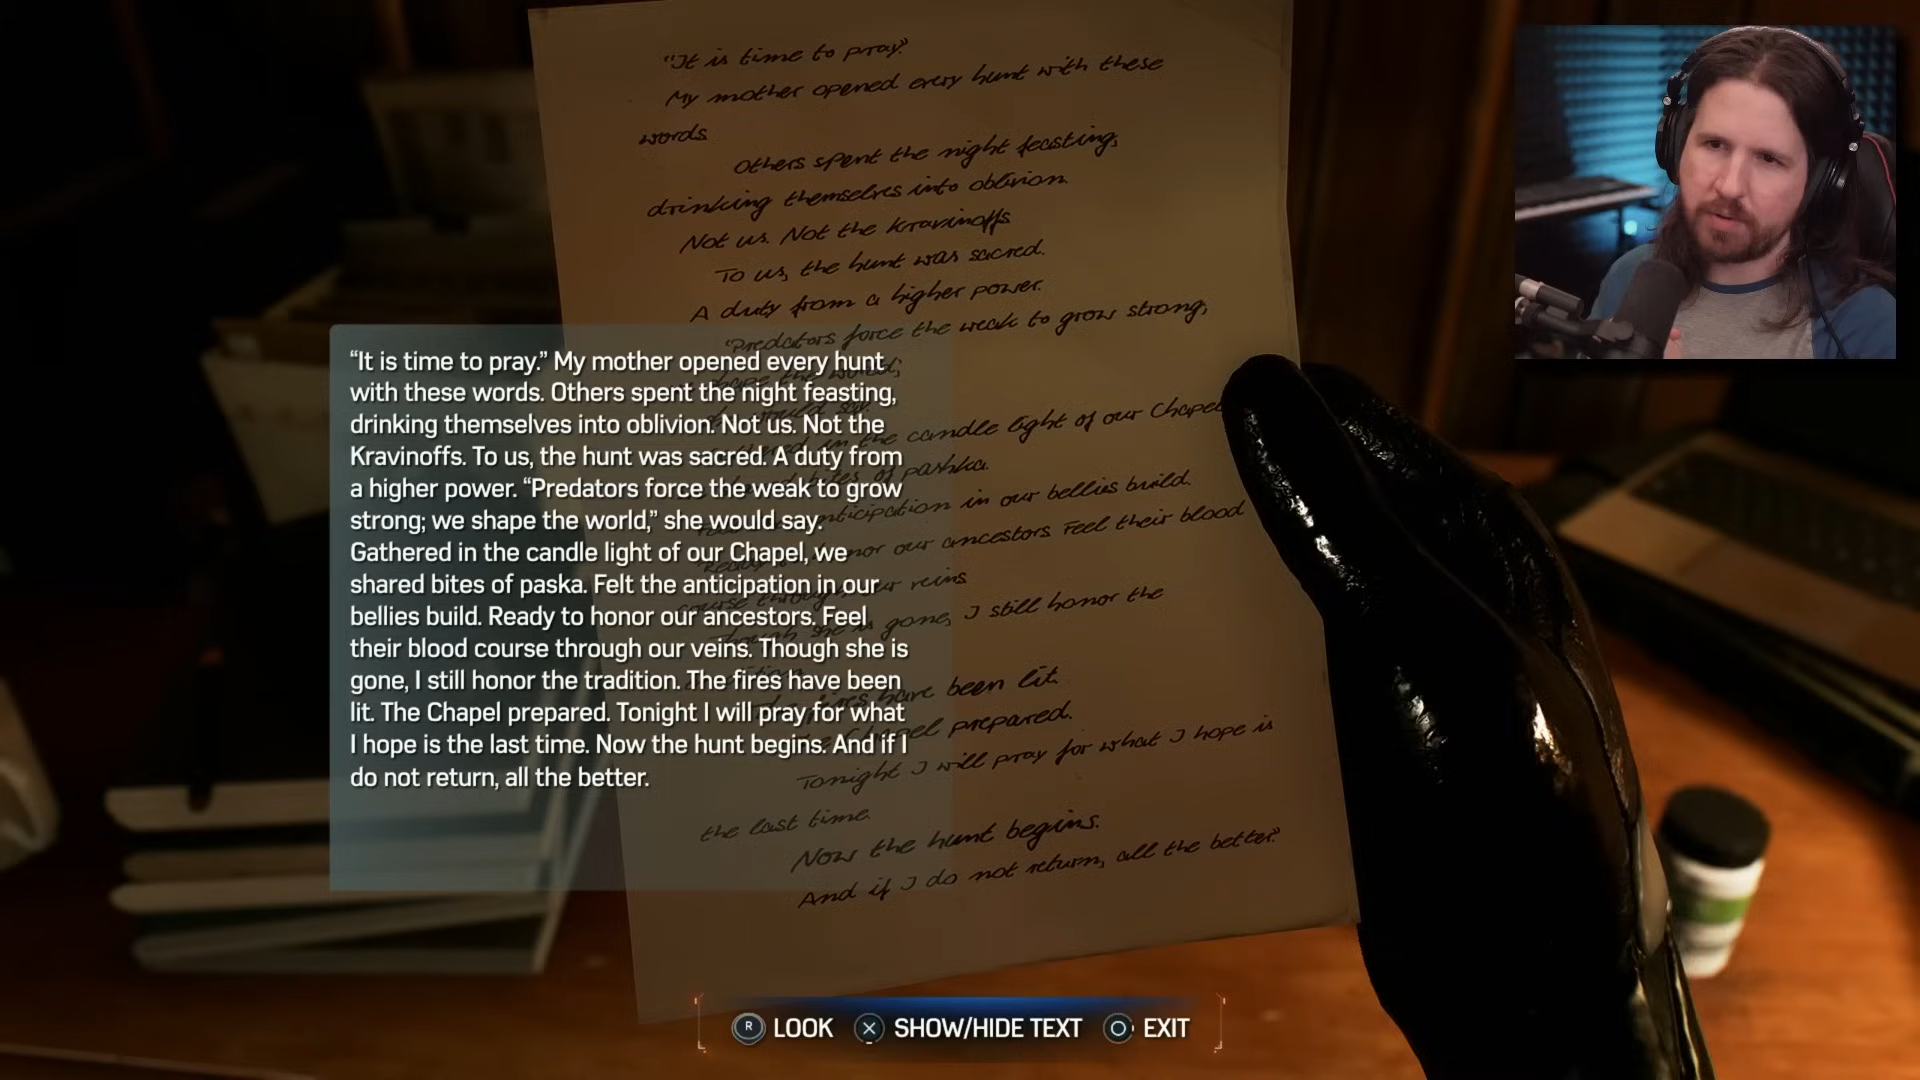 "It is time to pray."
My mother opened every hunt with these
words.
Others spent the night feasting,
drinking themselves into oblivion.
Not us. Not the Kravinoffs
To us, the hunt was sacred.
A duty from a higher power.
"Predators force the weak to grow strong;
in the candle light of our Chapel
of pashka.
anticipation in our bellies build.
honor our ancestors. Feel their blood
course through our veins
gone, I still honor the
have been lit.
Chapel prepared.
Tonight I will pray for what I hope is
the last time.
Now the hunt begins.
And if I do not return, all the better."
“It is time to pray.” My mother opened every hunt
with these words. Others spent the night feasting,
drinking themselves into oblivion. Not us. Not the
Kravinoffs. To us, the hunt was sacred. A duty from
a higher power. “Predators force the weak to grow
strong; we shape the world,” she would say.
Gathered in the candle light of our Chapel, we
shared bites of paska. Felt the anticipation in our
bellies build. Ready to honor our ancestors. Feel
their blood course through our veins. Though she is
gone, I still honor the tradition. The fires have been
lit. The Chapel prepared. Tonight I will pray for what
I hope is the last time. Now the hunt begins. And if I
do not return, all the better.
R LOOK SHOW/HIDE TEXT EXIT